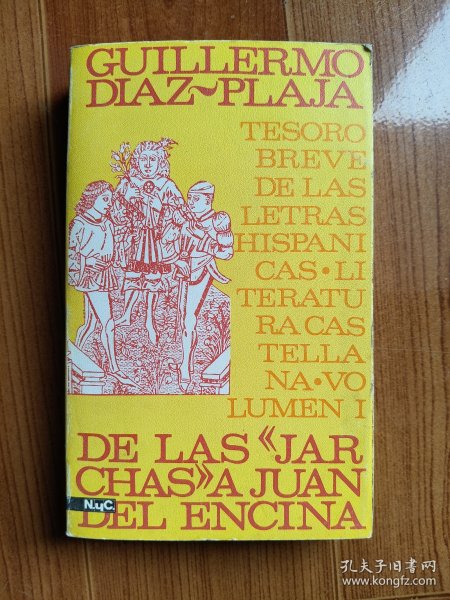 GUILLERMO
DIAZ~PLAJA
TESORO
BREVE
DE LAS
LETRAS
HISPANI
CAS•LI
TERATU
RA CAS
TELLA
NA•VO
LUMEN I
DE LAS «JAR
CHAS» A JUAN
DEL ENCINA
N.yC.
孔夫子旧书网
www.kongfz.com